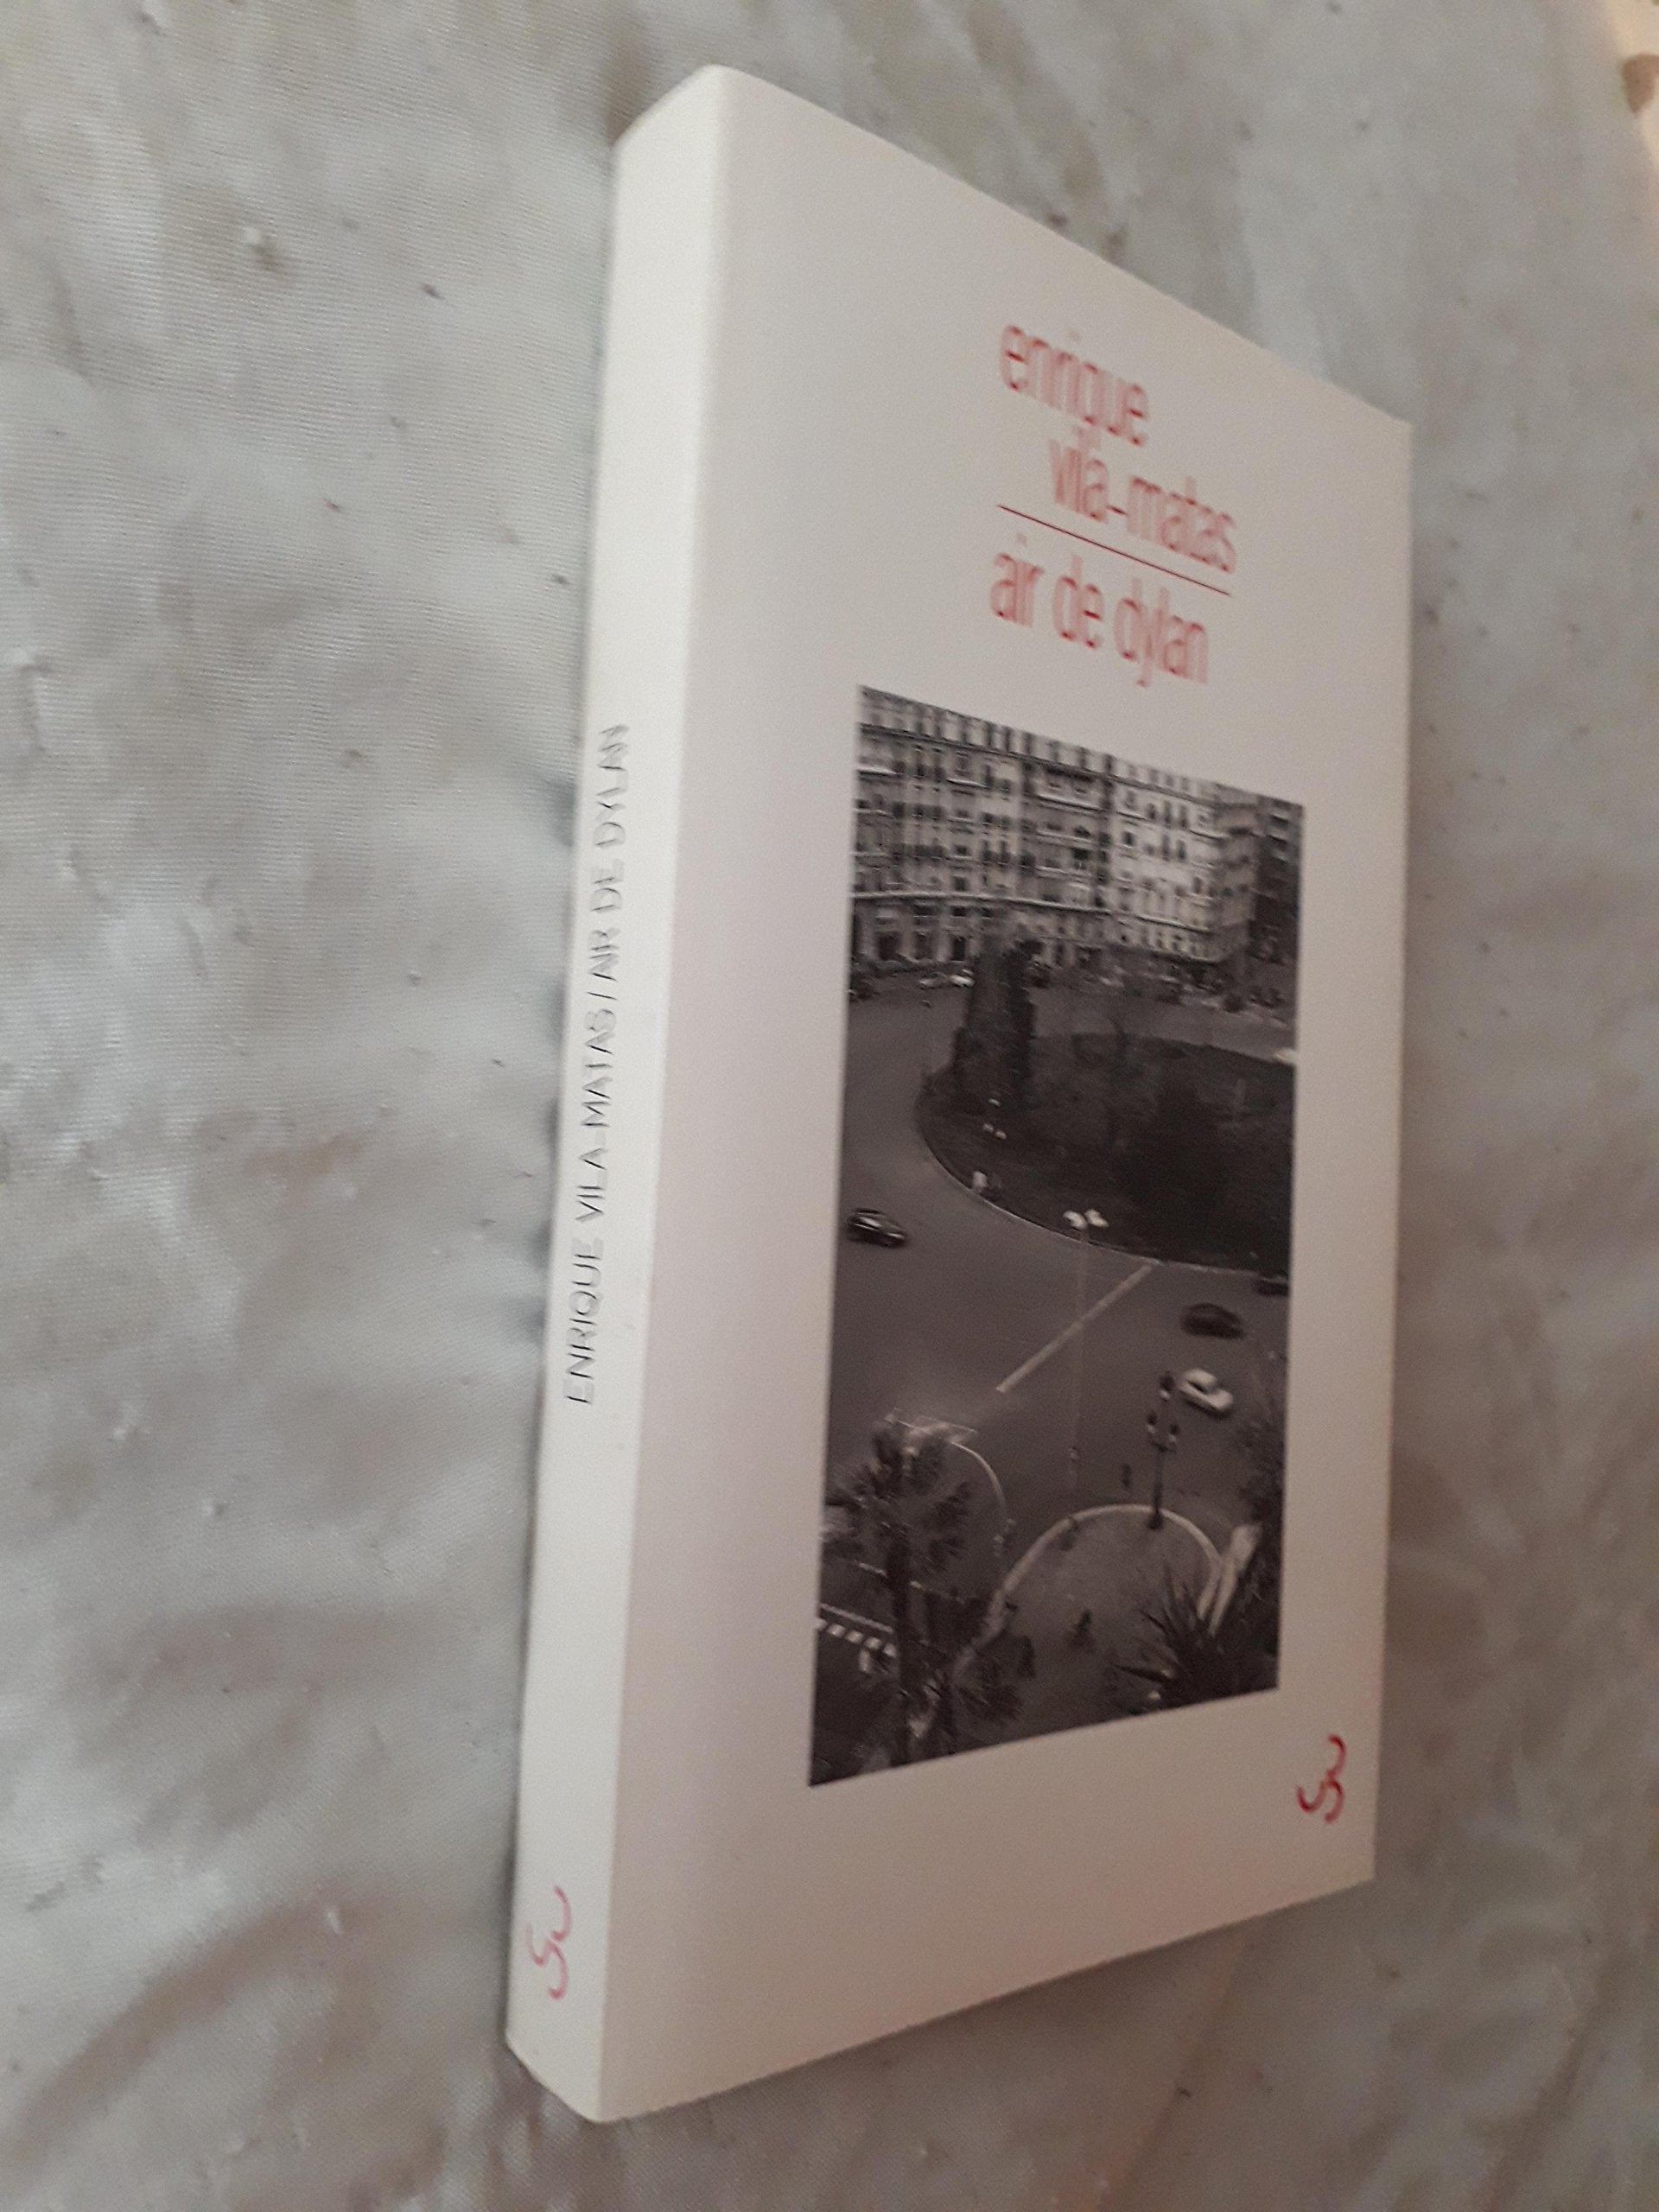 enrique
vila-matas
air de dylan
ENRIQUE VILA-MATAS / AIR DE DYLAN